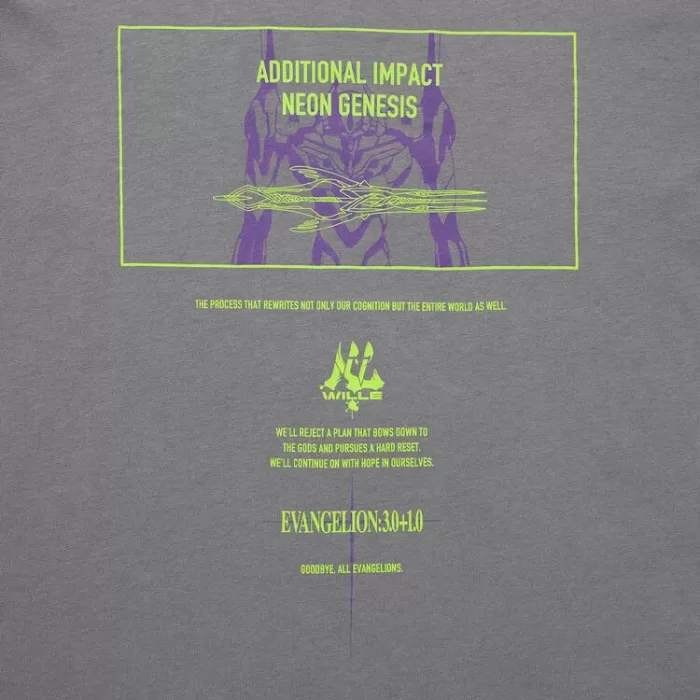 ADDITIONAL IMPACT
NEON GENESIS
THE PROCESS THAT REWRITES NOT ONLY OUR COGNITION BUT THE ENTIRE WORLD AS WELL.
WILLE
WE'LL REJECT A PLAN THAT BOWS DOWN TO
THE GODS AND PURSUES A HARD RESET.
WE'LL CONTINUE ON WITH HOPE IN OURSELVES.
EVANGELION:3.0+1.0
GOODBYE, ALL EVANGELIONS.